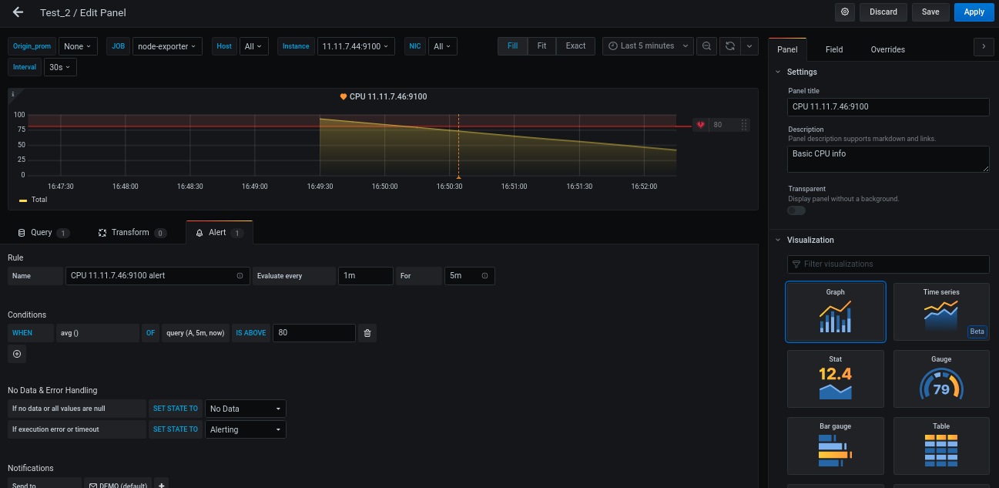 Test_2 / Edit Panel
Discard Save Apply
Origin_prom None JOB node-exporter Host All Instance 11.11.7.44:9100 NIC All
Interval 30s
Fill Fit Exact Last 5 minutes
CPU 11.11.7.46:9100
100
75
50
25
0
80
16:47:30 16:48:00 16:48:30 16:49:00 16:49:30 16:50:00 16:50:30 16:51:00 16:51:30 16:52:00
Total
Query 1 Transform 0 Alert 1
Rule
Name CPU 11.11.7.46:9100 alert Evaluate every 1m For 5m
Conditions
WHEN avg () OF query (A, 5m, now) IS ABOVE 80
No Data & Error Handling
If no data or all values are null SET STATE TO No Data
If execution error or timeout SET STATE TO Alerting
Notifications
Send to DEMO (default)
Panel Field Overrides
Settings
Panel title
CPU 11.11.7.46:9100
Description
Panel description supports markdown and links.
Basic CPU info
Transparent
Display panel without a background.
Visualization
Filter visualizations
Graph Time series
Beta
Stat Gauge
12.4 79
Bar gauge Table